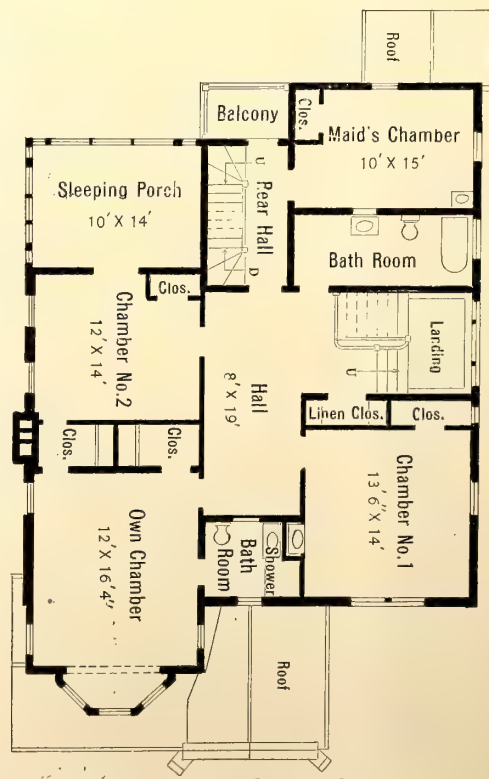 Roof
Balcony
Clos.
Maid's Chamber
10' X 15'
Sleeping Porch
10' X 14'
U
Rear Hall
D
Bath Room
Clos.
Chamber No.2
12' X 14'
Hall
8' X 19'
Landing
U
Linen Clos.
Clos.
Clos.
Clos.
Chamber No.1
13' 6" X 14'
Own Chamber
12' X 16'4"
Bath
Room
Shower
Roof